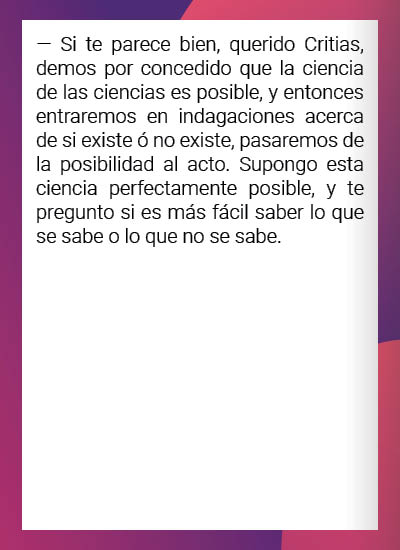 — Si te parece bien, querido Critias,
demos por concedido que la ciencia
de las ciencias es posible, y entonces
entraremos en indagaciones acerca
de si existe ó no existe, pasaremos de
la posibilidad al acto. Supongo esta
ciencia perfectamente posible, y te
pregunto si es más fácil saber lo que
se sabe o lo que no se sabe.